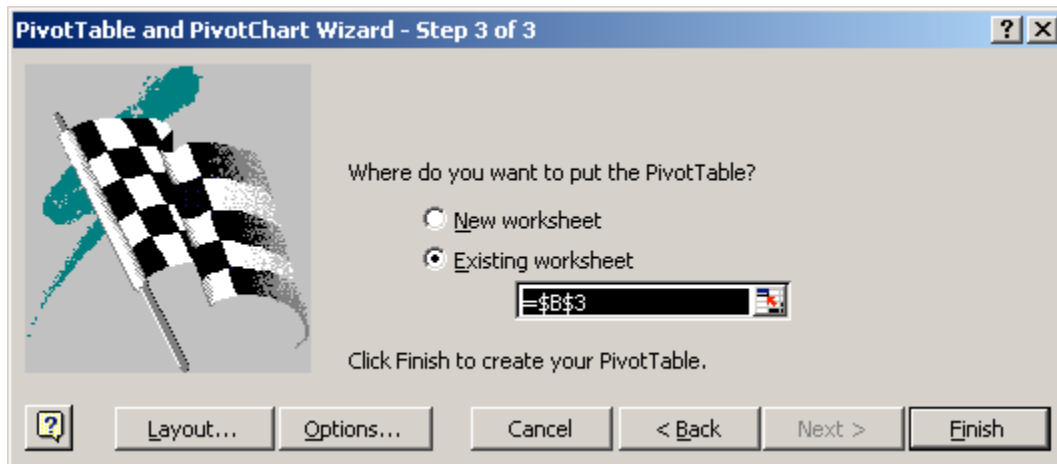 PivotTable and PivotChart Wizard - Step 3 of 3
Where do you want to put the PivotTable?
New worksheet
Existing worksheet
=$B$3
Click Finish to create your PivotTable.
Layout... Options... Cancel < Back Next > Finish